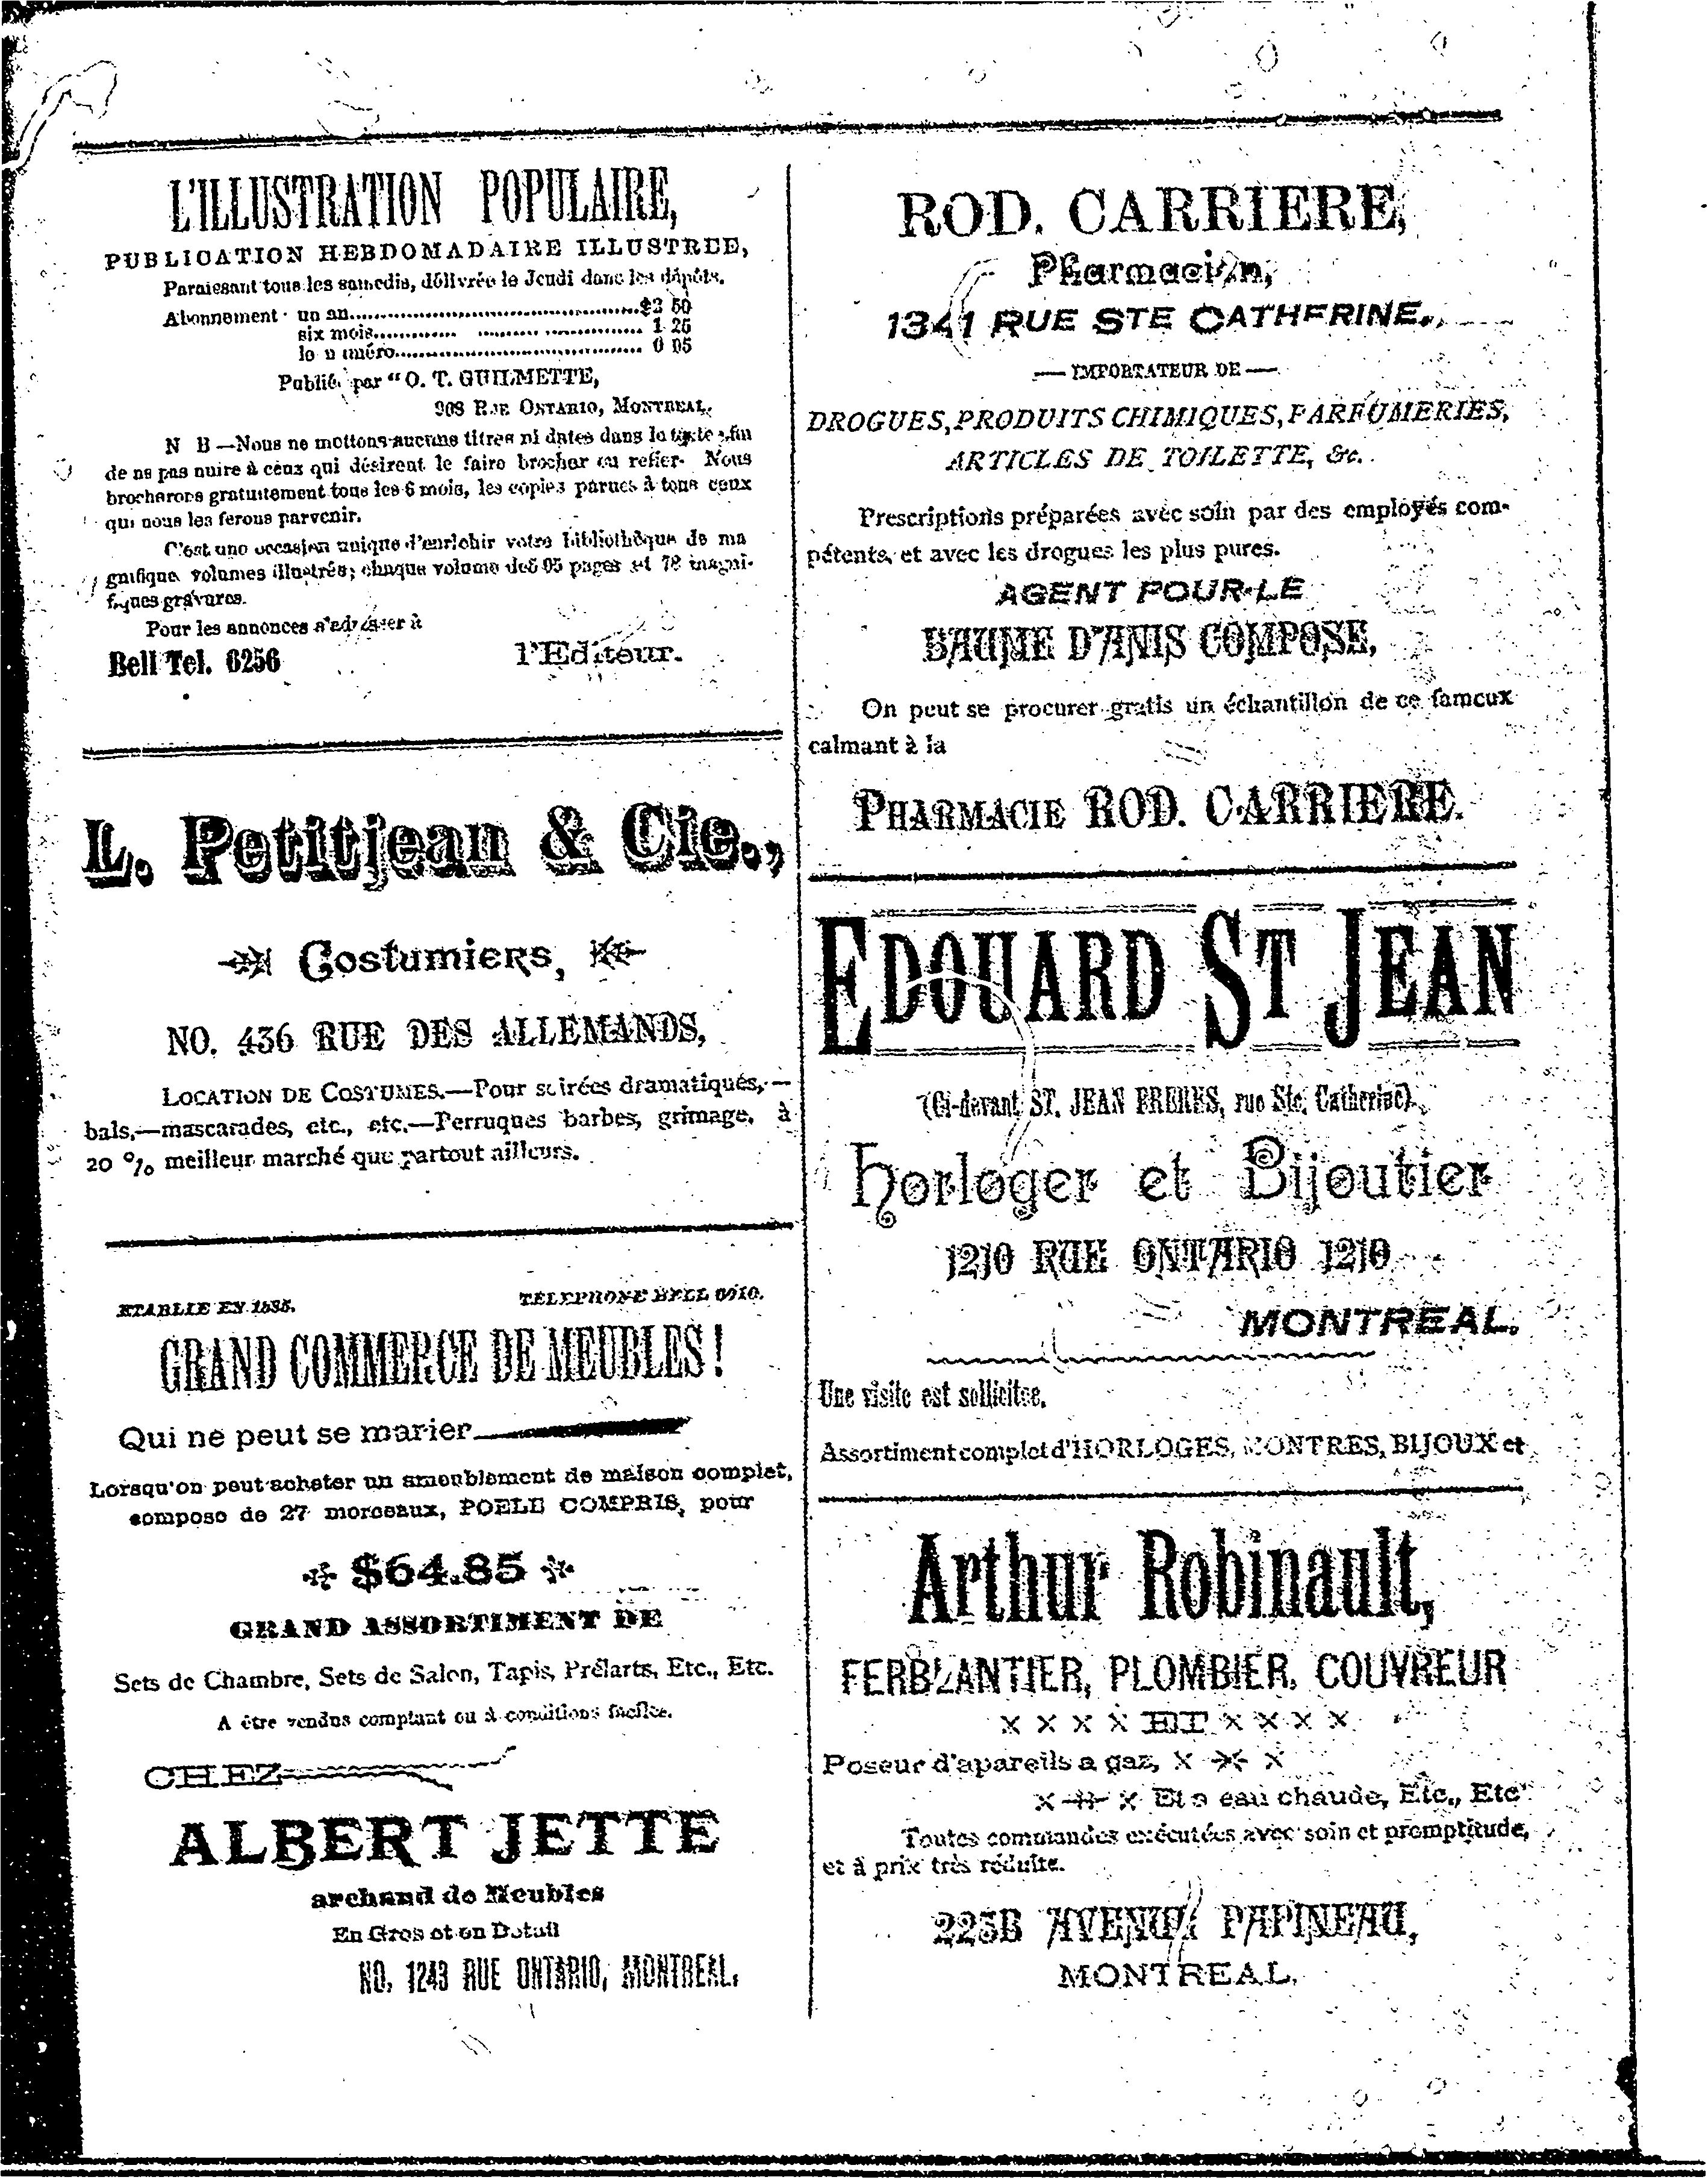 L'ILLUSTRATION POPULAIRE,
PUBLICATION HEBDOMADAIRE ILLUSTREE,
Paraissant tous les samedis, délivrée le Jeudi dans les dépôts.
Abonnement · un an......................................$2 50
six mois............ ......... ................. 1 25
le numéro..................................... 0 05
Publié par "O. T. GUILMETTE,
908 RUE ONTARIO, MONTREAL.
N B—Nous ne mettons aucuns titres ni dates dans le texte afin
de ne pas nuire à ceux qui désirent le faire brocher ou relier. Nous
brocherons gratuitement tous les 6 mois, les copies parues à tous ceux
qui nous les ferons parvenir.
C'est une occasion unique d'enrichir votre bibliothèque de ma
gnifique volumes illustrés; chaque volume de pages et 78 magni-
fiques gravures.
Pour les annonces s'adresser à
Bell Tel. 6256 l'Editeur.
L. Petitjean & Cie.,
Costumiers,
NO. 436 RUE DES ALLEMANDS,
LOCATION DE COSTUMES.—Pour soirées dramatiques,—
bals,—mascarades, etc., etc.—Perruques barbes, grimage, à
20 % meilleur marché que partout ailleurs.
ETABLIE EN TELEPHONE BELL
GRAND COMMERCE DE MEUBLES!
Qui ne peut se marier
Lorsqu'on peut acheter un ameublement de maison complet,
compose de 27 morceaux, POELE COMPRIS, pour
$64.85
GRAND ASSORTIMENT DE
Sets de Chambre, Sets de Salon, Tapis, Prélarts, Etc., Etc.
A être vendus comptant ou à conditions faciles.
CHEZ
ALBERT JETTE
archand de Meubles
En Gros et en Detail
NO. 1243 RUE ONTARIO, MONTREAL.
ROD. CARRIERE,
Pharmacien,
1341 RUE STE CATHERINE.
— IMPORTATEUR DE —
DROGUES, PRODUITS CHIMIQUES, PARFUMERIES,
ARTICLES DE TOILETTE, &c.
Prescriptions préparées avec soin par des employés com-
pétents, et avec les drogues les plus pures.
AGENT POUR LE
BAUME D'ANIS COMPOSE,
On peut se procurer gratis un échantillon de ce fameux
calmant à la
PHARMACIE ROD. CARRIERE.
EDOUARD ST JEAN
(Ci-devant ST. JEAN FRERES, rue Ste. Catherine).
Horloger et Bijoutier
1210 RUE ONTARIO 1210
MONTREAL.
Une visite est sollicitee.
Assortiment complet d'HORLOGES, MONTRES, BIJOUX et
Arthur Robinault,
FERBLANTIER, PLOMBIER, COUVREUR
x x x x ET x x x x
Poseur d'apareils a gaz, x x x
x x Et a eau chaude, Etc., Etc
Toutes commandes exécutées avec soin et promptitude,
et à prix très réduite.
225B AVENUE PAPINEAU,
MONTREAL.